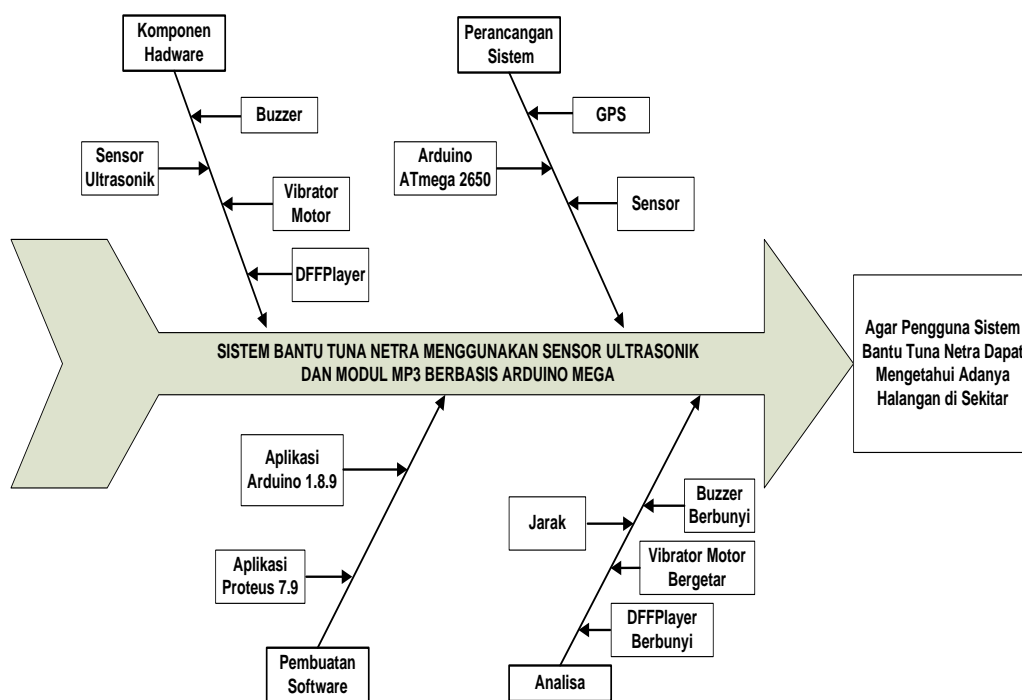 Komponen
Hadware
Perancangan
Sistem
Buzzer
GPS
Sensor
Ultrasonik
Arduino
ATmega 2650
Vibrator
Motor
Sensor
DFFPlayer
SISTEM BANTU TUNA NETRA MENGGUNAKAN SENSOR ULTRASONIK
DAN MODUL MP3 BERBASIS ARDUINO MEGA
Agar Pengguna Sistem
Bantu Tuna Netra Dapat
Mengetahui Adanya
Halangan di Sekitar
Aplikasi
Arduino 1.8.9
Aplikasi
Proteus 7.9
Pembuatan
Software
Jarak
Buzzer
Berbunyi
Vibrator Motor
Bergetar
DFFPlayer
Berbunyi
Analisa